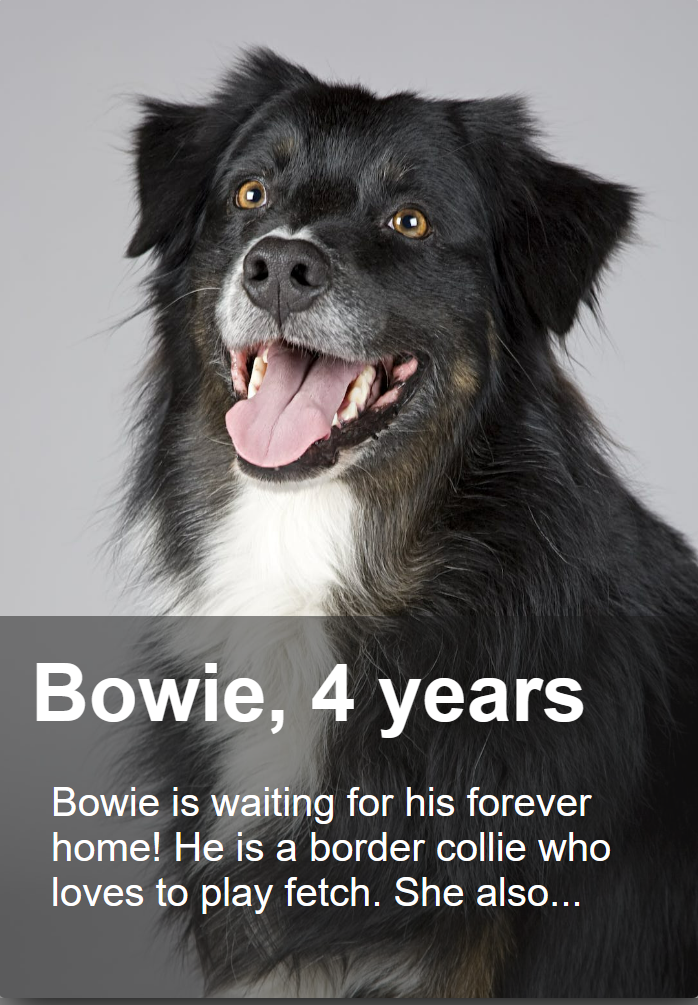 Bowie, 4 years
Bowie is waiting for his forever
home! He is a border collie who
loves to play fetch. She also...